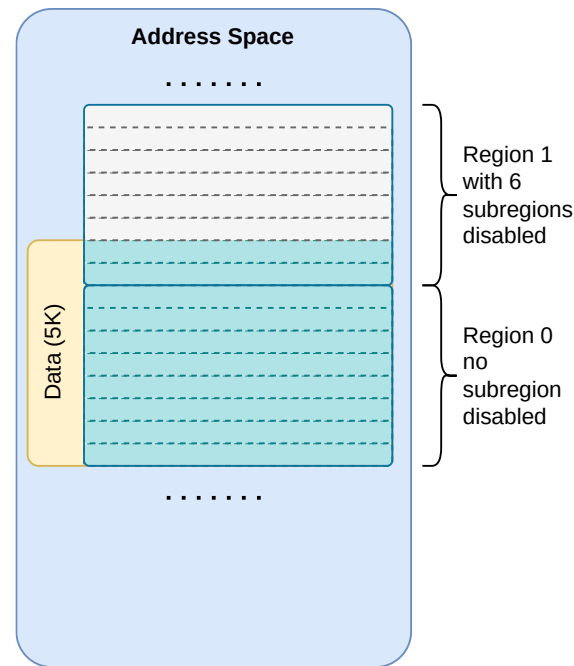 Address Space
. . . . . . .
Region 1
with 6
subregions
disabled
Data (5K)
Region 0
no
subregion
disabled
. . . . . . .